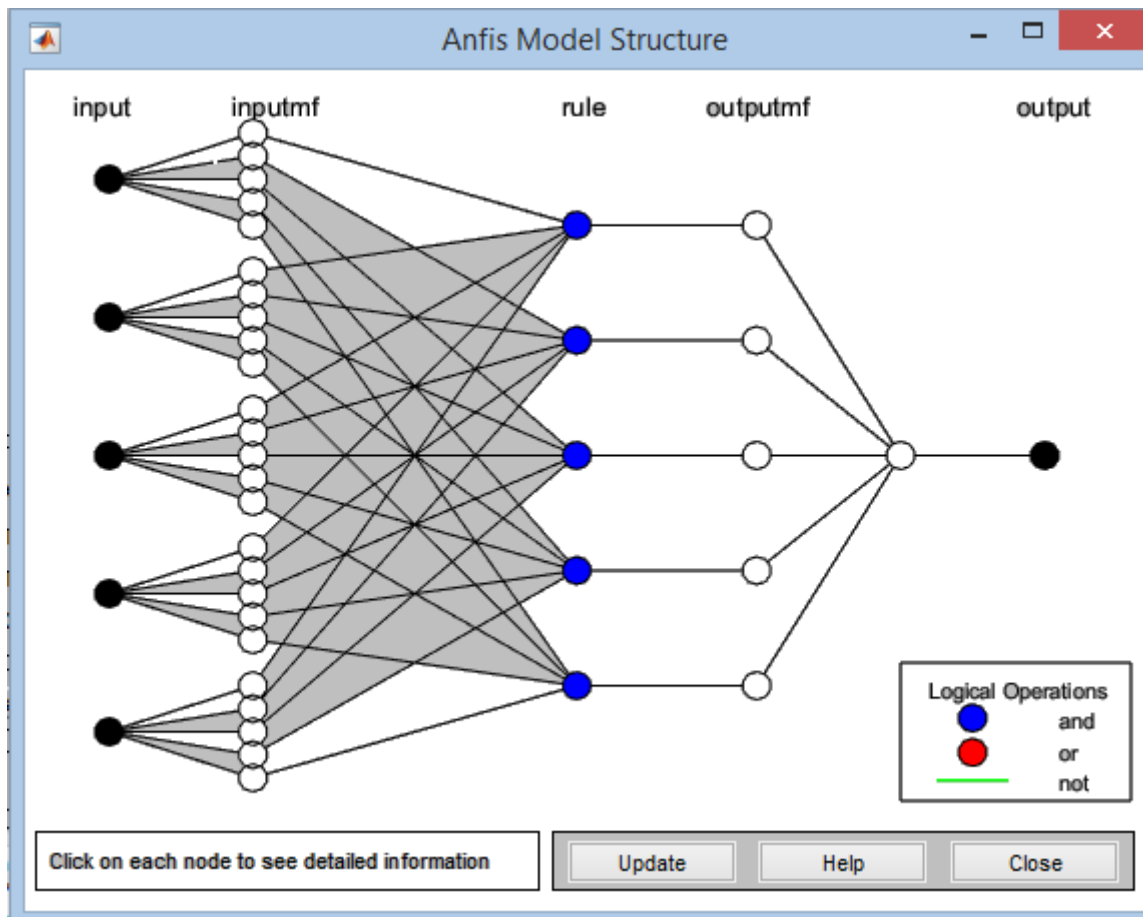 Anfis Model Structure
input inputmf rule outputmf output
Logical Operations
and
or
not
Click on each node to see detailed information
Update Help Close